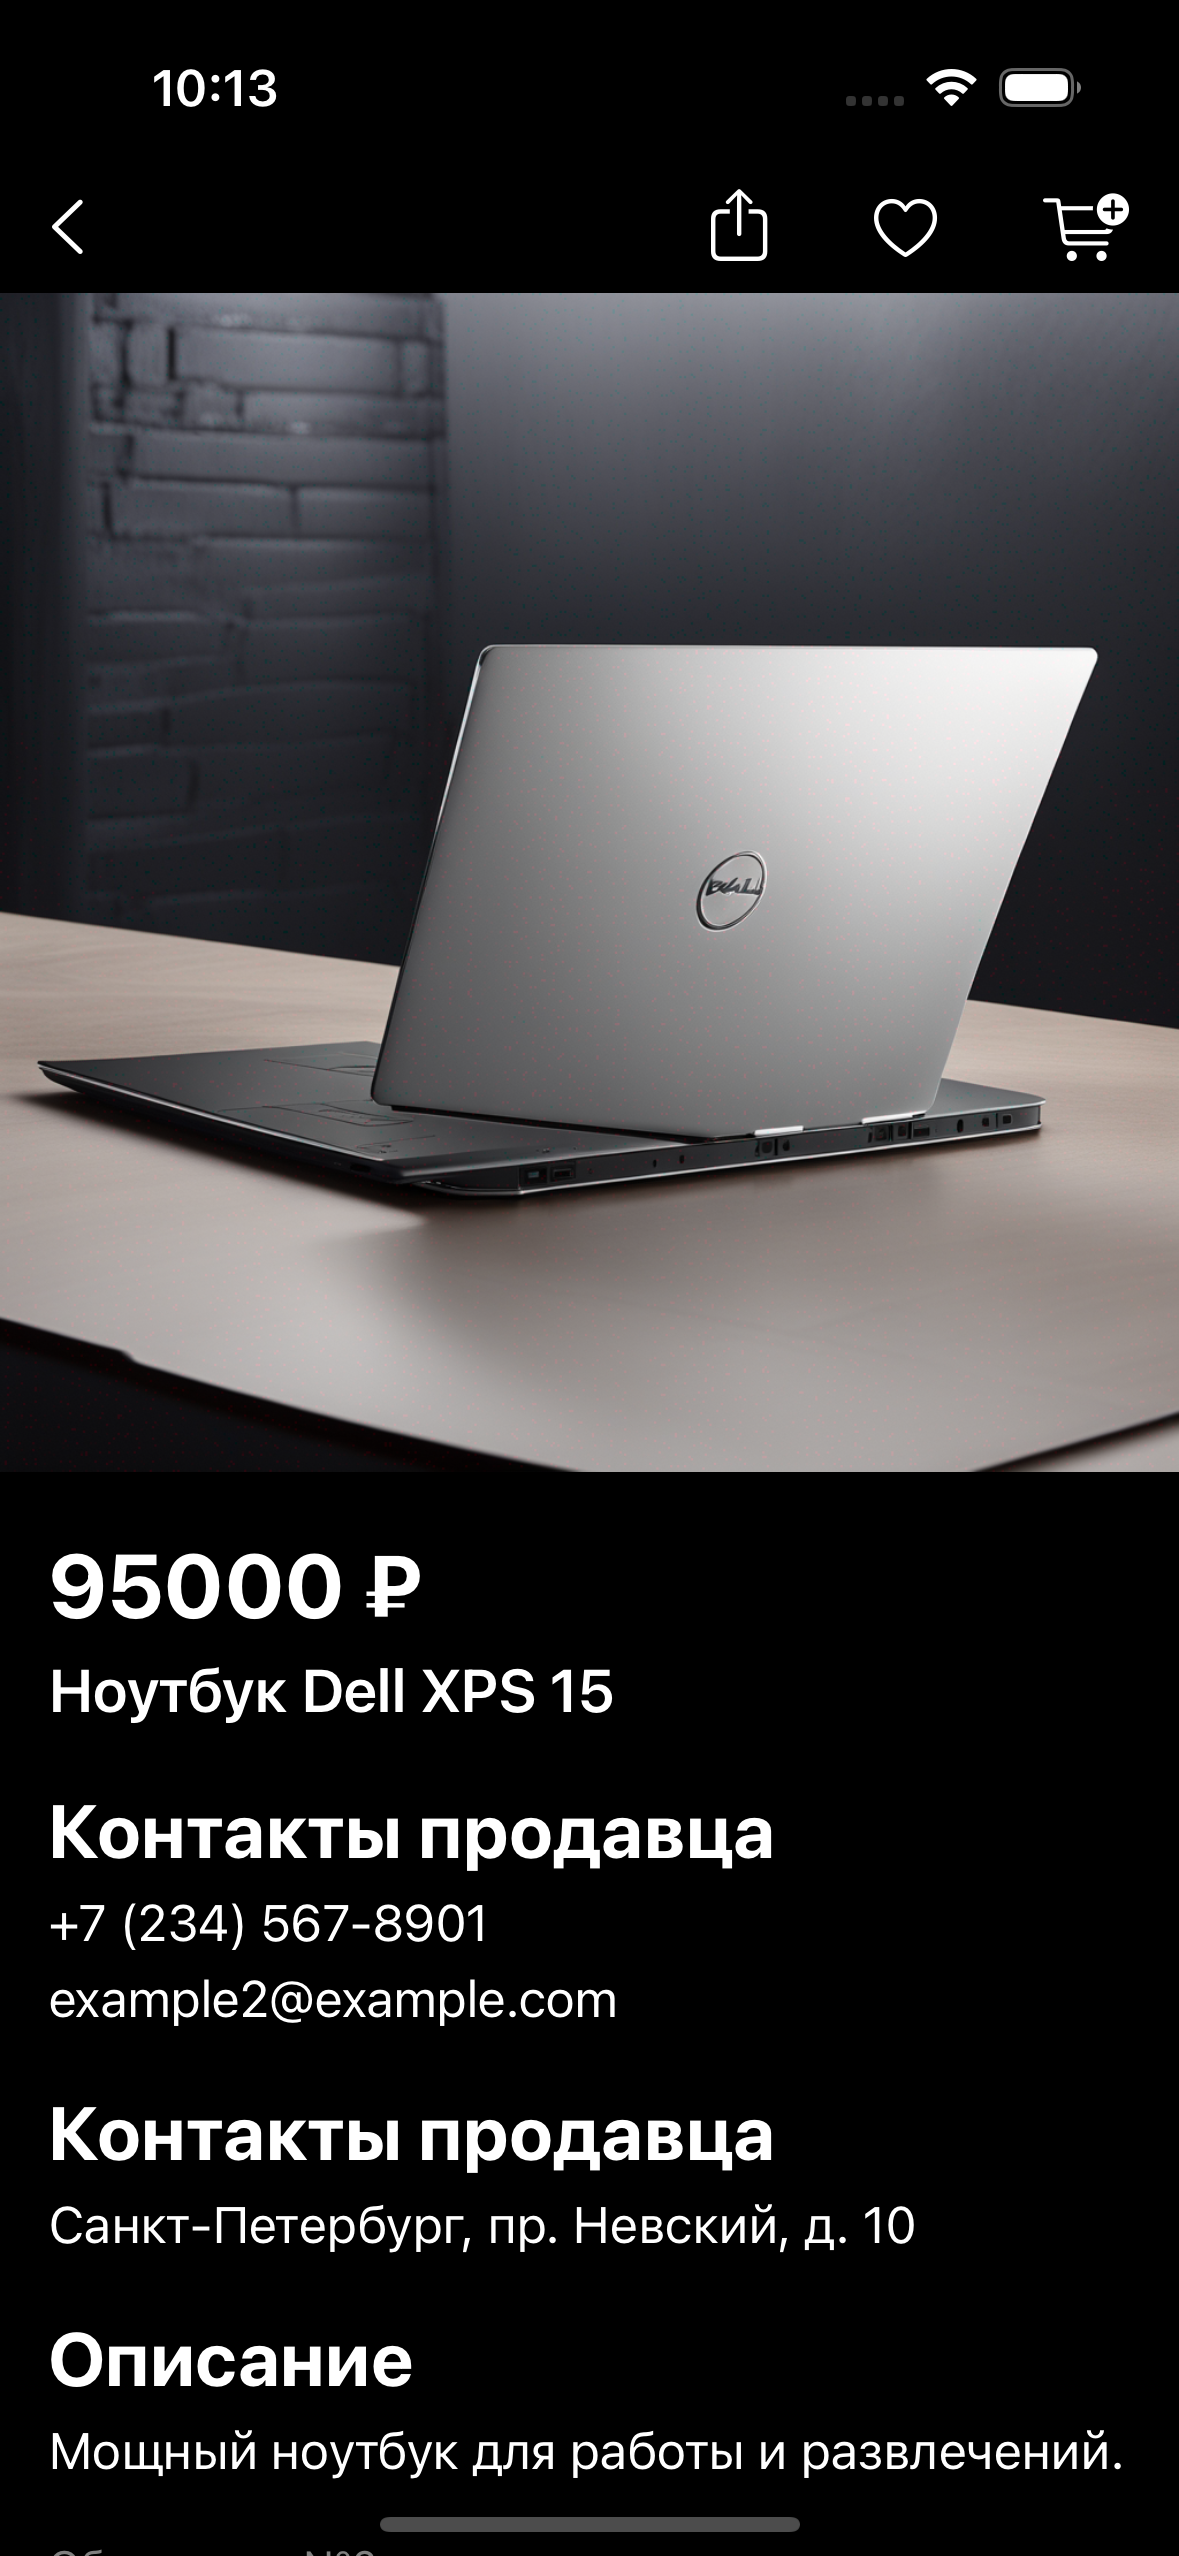 10:13
95000 ₽
Ноутбук Dell XPS 15
Контакты продавца
+7 (234) 567-8901
example2@example.com
Контакты продавца
Санкт-Петербург, пр. Невский, д. 10
Описание
Мощный ноутбук для работы и развлечений.